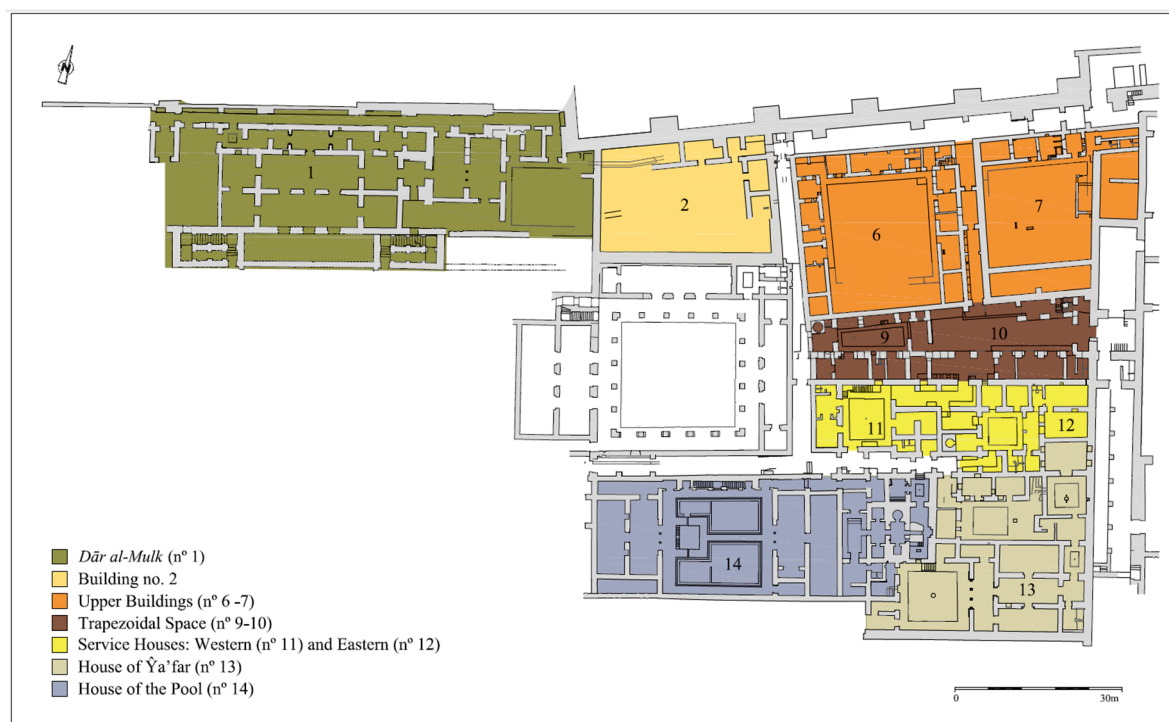 N
1
2
6
7
9
10
11
12
14
13
Dār al-Mulk (nº 1)
Building no. 2
Upper Buildings (nº 6 -7)
Trapezoidal Space (nº 9-10)
Service Houses: Western (nº 11) and Eastern (nº 12)
House of Ŷa’far (nº 13)
House of the Pool (nº 14)
0 30m